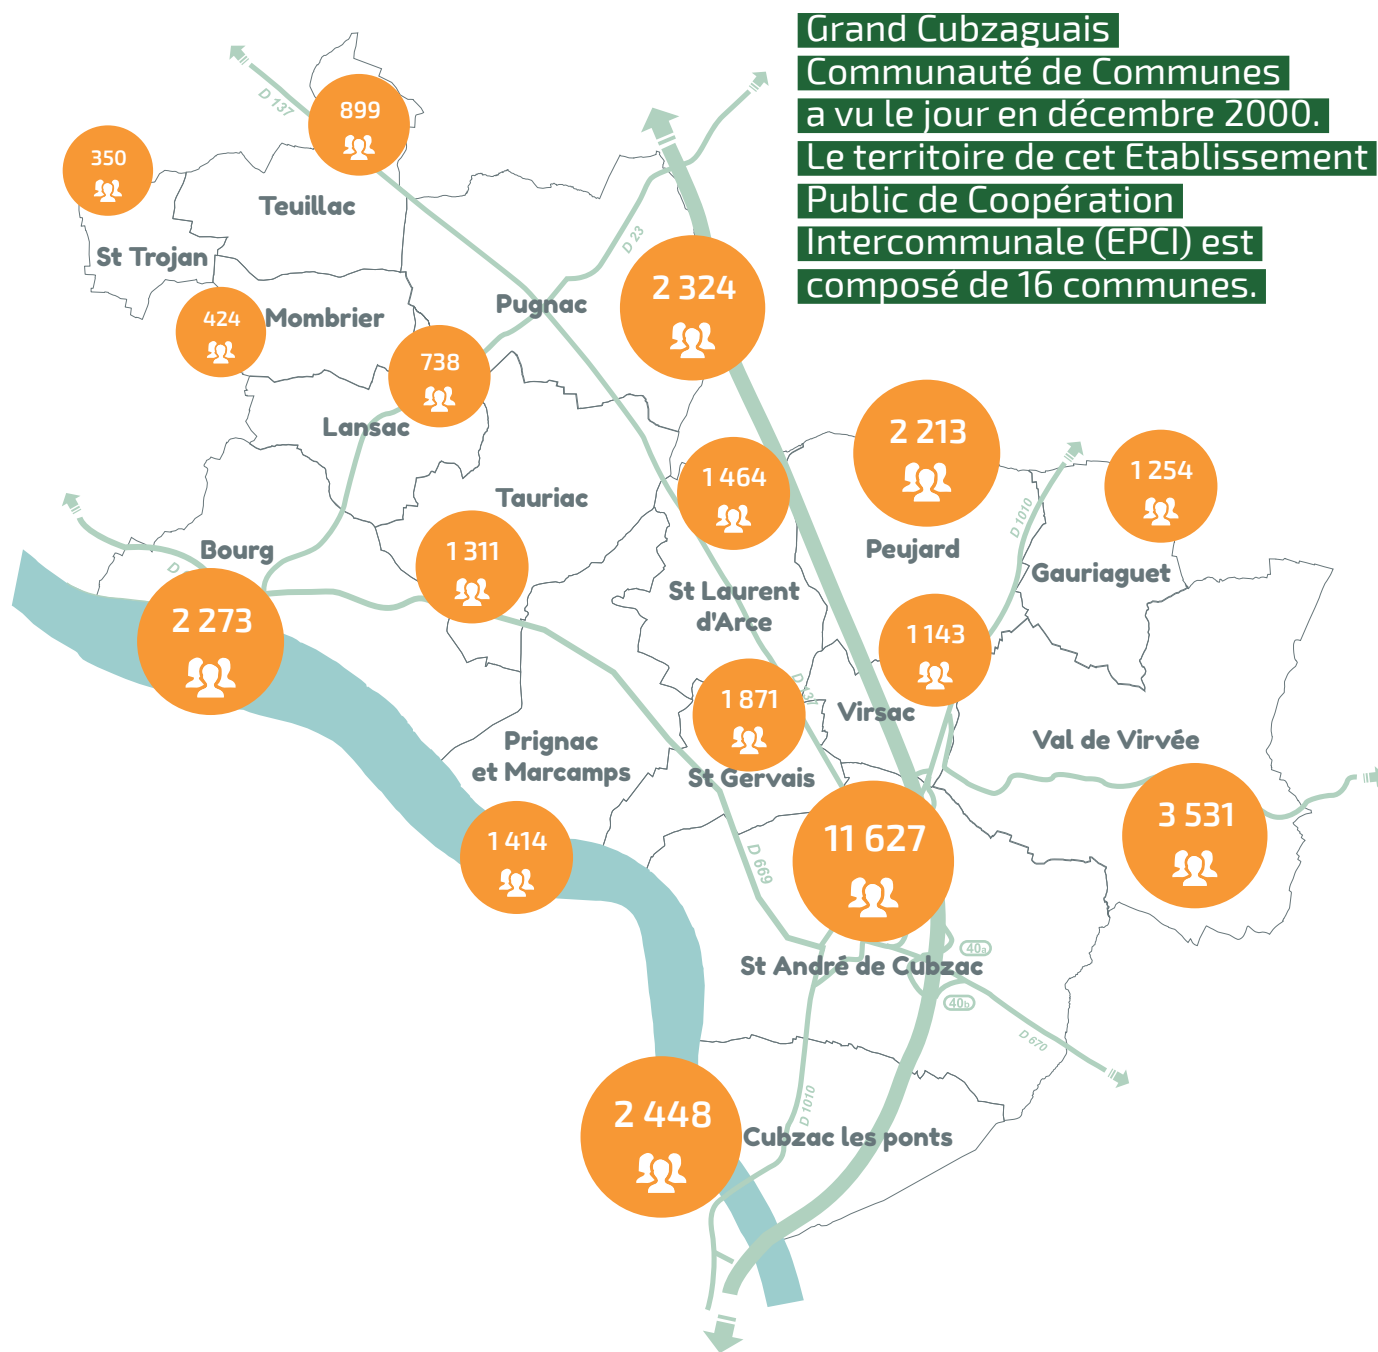 Grand Cubzaguais
Communauté de Communes
a vu le jour en décembre 2000.
Le territoire de cet Etablissement
Public de Coopération
Intercommunale (EPCI) est
composé de 16 communes.
D 137
899
350
Teuillac
St Trojan
D 23
2 324
Pugnac
424
Mombrier
738
Lansac
2 213
1 464
1 254
Tauriac
D 1010
Bourg
1 311
Peujard
Gauriaguet
D
St Laurent
d'Arce
2 273
1 143
D 137
1 871
Virsac
Prignac
et Marcamps
Val de Virvée
St Gervais
3 531
1 414
11 627
D 669
40a
St André de Cubzac
40b
D 670
D 1010
2 448
Cubzac les ponts